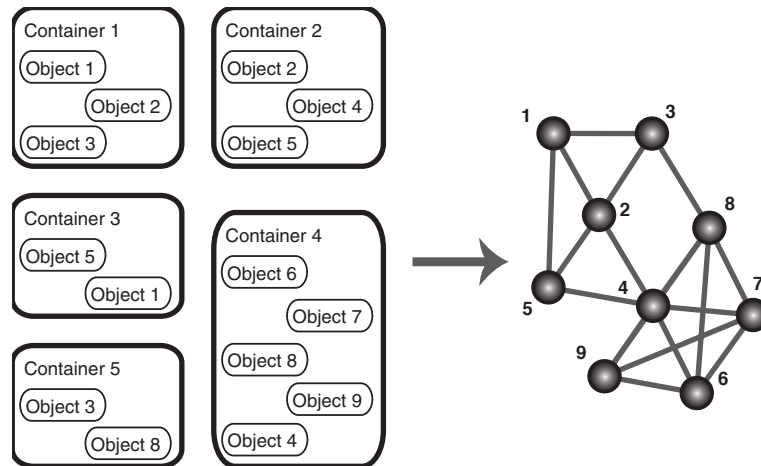 Container 1
Object 1
Object 2
Object 3
Container 2
Object 2
Object 4
Object 5
Container 3
Object 5
Object 1
Container 4
Object 6
Object 7
Object 8
Object 9
Object 4
Container 5
Object 3
Object 8
1
3
2
8
4
7
5
9
6